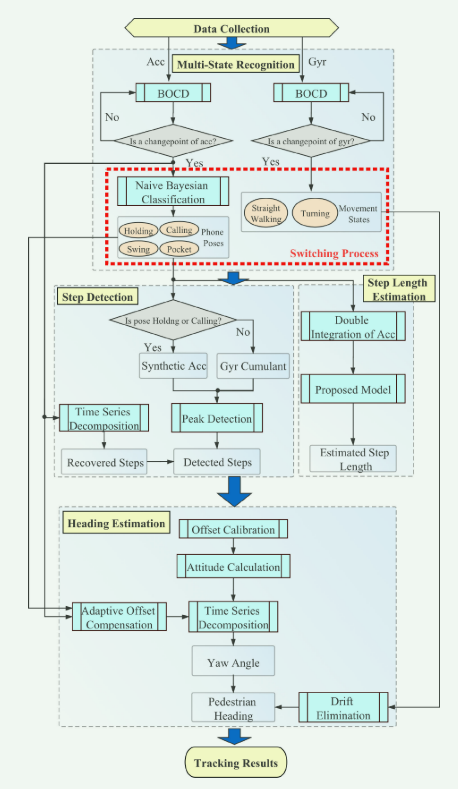 Data Collection
Acc
Multi-State Recognition
Gyr
BOCD
BOCD
No
No
Is a changepoint of acc?
Is a changepoint of gyr?
Yes
Yes
Naive Bayesian
Classification
Holding
Calling
Swing
Pocket
Phone
Poses
Straight
Walking
Turning
Movement
States
Switching Process
Step Detection
Step Length
Estimation
Is pose Holdng or Calling?
No
Yes
Synthetic Acc
Gyr Cumulant
Double
Integration of Acc
Proposed Model
Time Series
Decomposition
Peak Detection
Recovered Steps
Detected Steps
Estimated Step
Length
Heading Estimation
Offset Calibration
Attitude Calculation
Adaptive Offset
Compensation
Time Series
Decomposition
Yaw Angle
Pedestrian
Heading
Drift
Elimination
Tracking Results